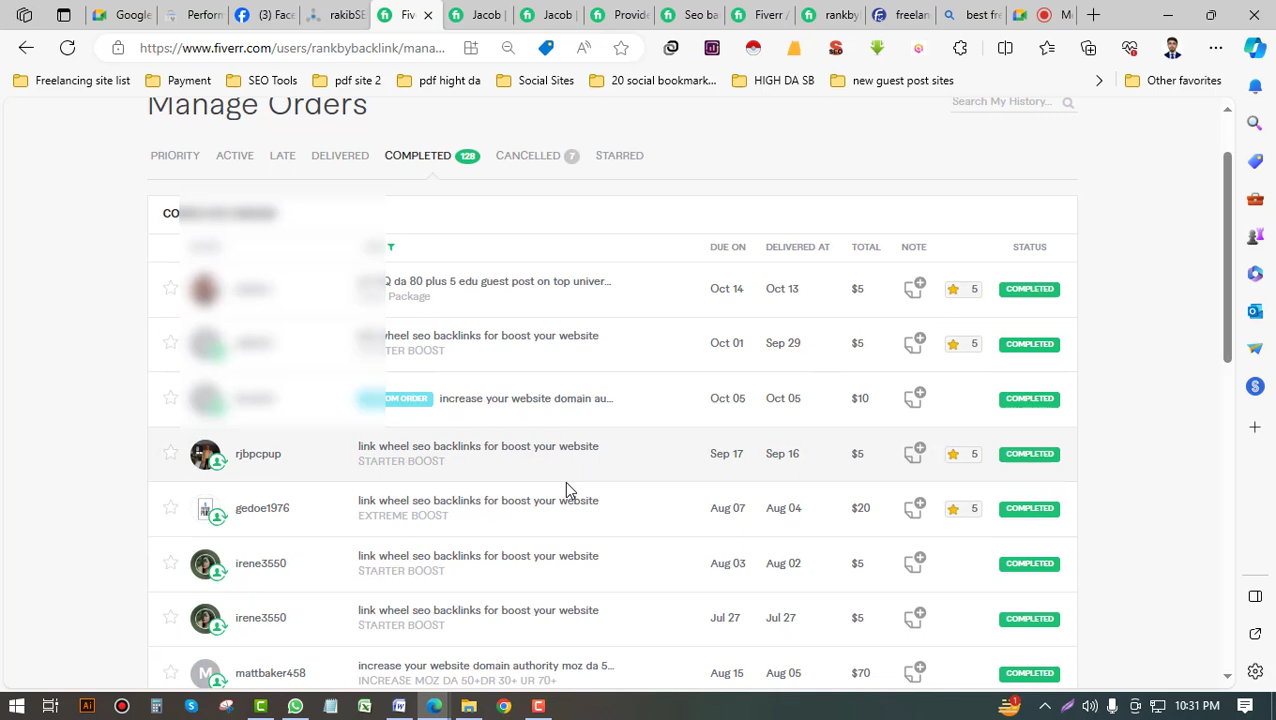 Google
Perform
(3) Face
rakibSE
Five
Jacob
Jacob
Provide
Seo ba
Fiverr /
rankby
freelan
best fre
M
https://www.fiverr.com/users/rankbybacklink/mana...
Freelancing site list
Payment
SEO Tools
pdf site 2
pdf hight da
Social Sites
20 social bookmark...
HIGH DA SB
new guest post sites
Other favorites
Manage Orders
Search My History...
PRIORITY ACTIVE LATE DELIVERED COMPLETED 128 CANCELLED 7 STARRED
CO
DUE ON DELIVERED AT TOTAL NOTE STATUS
Q da 80 plus 5 edu guest post on top univer...
Package
Oct 14 Oct 13 $5 5 COMPLETED
wheel seo backlinks for boost your website
TER BOOST
Oct 01 Sep 29 $5 5 COMPLETED
OM ORDER increase your website domain au...
Oct 05 Oct 05 $10 COMPLETED
rjbpcpup
link wheel seo backlinks for boost your website
STARTER BOOST
Sep 17 Sep 16 $5 5 COMPLETED
gedoe1976
link wheel seo backlinks for boost your website
EXTREME BOOST
Aug 07 Aug 04 $20 5 COMPLETED
irene3550
link wheel seo backlinks for boost your website
STARTER BOOST
Aug 03 Aug 02 $5 COMPLETED
irene3550
link wheel seo backlinks for boost your website
STARTER BOOST
Jul 27 Jul 27 $5 COMPLETED
M mattbaker458
increase your website domain authority moz da 5...
INCREASE MOZ DA 50+DR 30+ UR 70+
Aug 15 Aug 05 $70 COMPLETED
10:31 PM